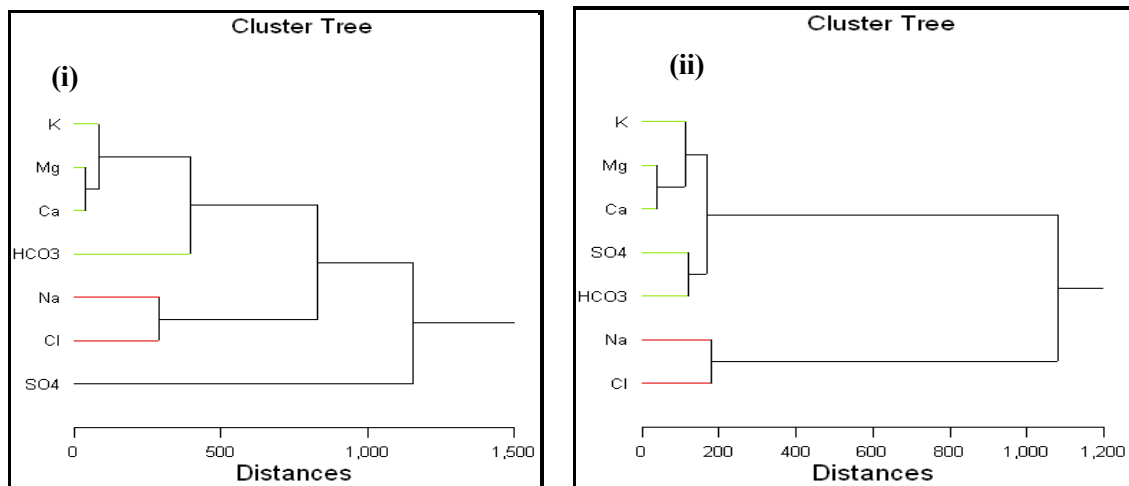 Cluster Tree
(i)
K
Mg
Ca
HCO3
Na
Cl
SO4
0 500 1,000 1,500
Distances
Cluster Tree
(ii)
K
Mg
Ca
SO4
HCO3
Na
Cl
0 200 400 600 800 1,000 1,200
Distances